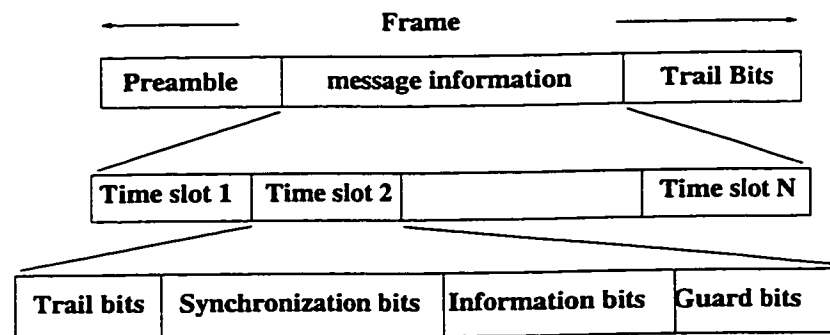 Frame
Preamble message information Trail Bits
Time slot 1 Time slot 2 Time slot N
Trail bits Synchronization bits Information bits Guard bits